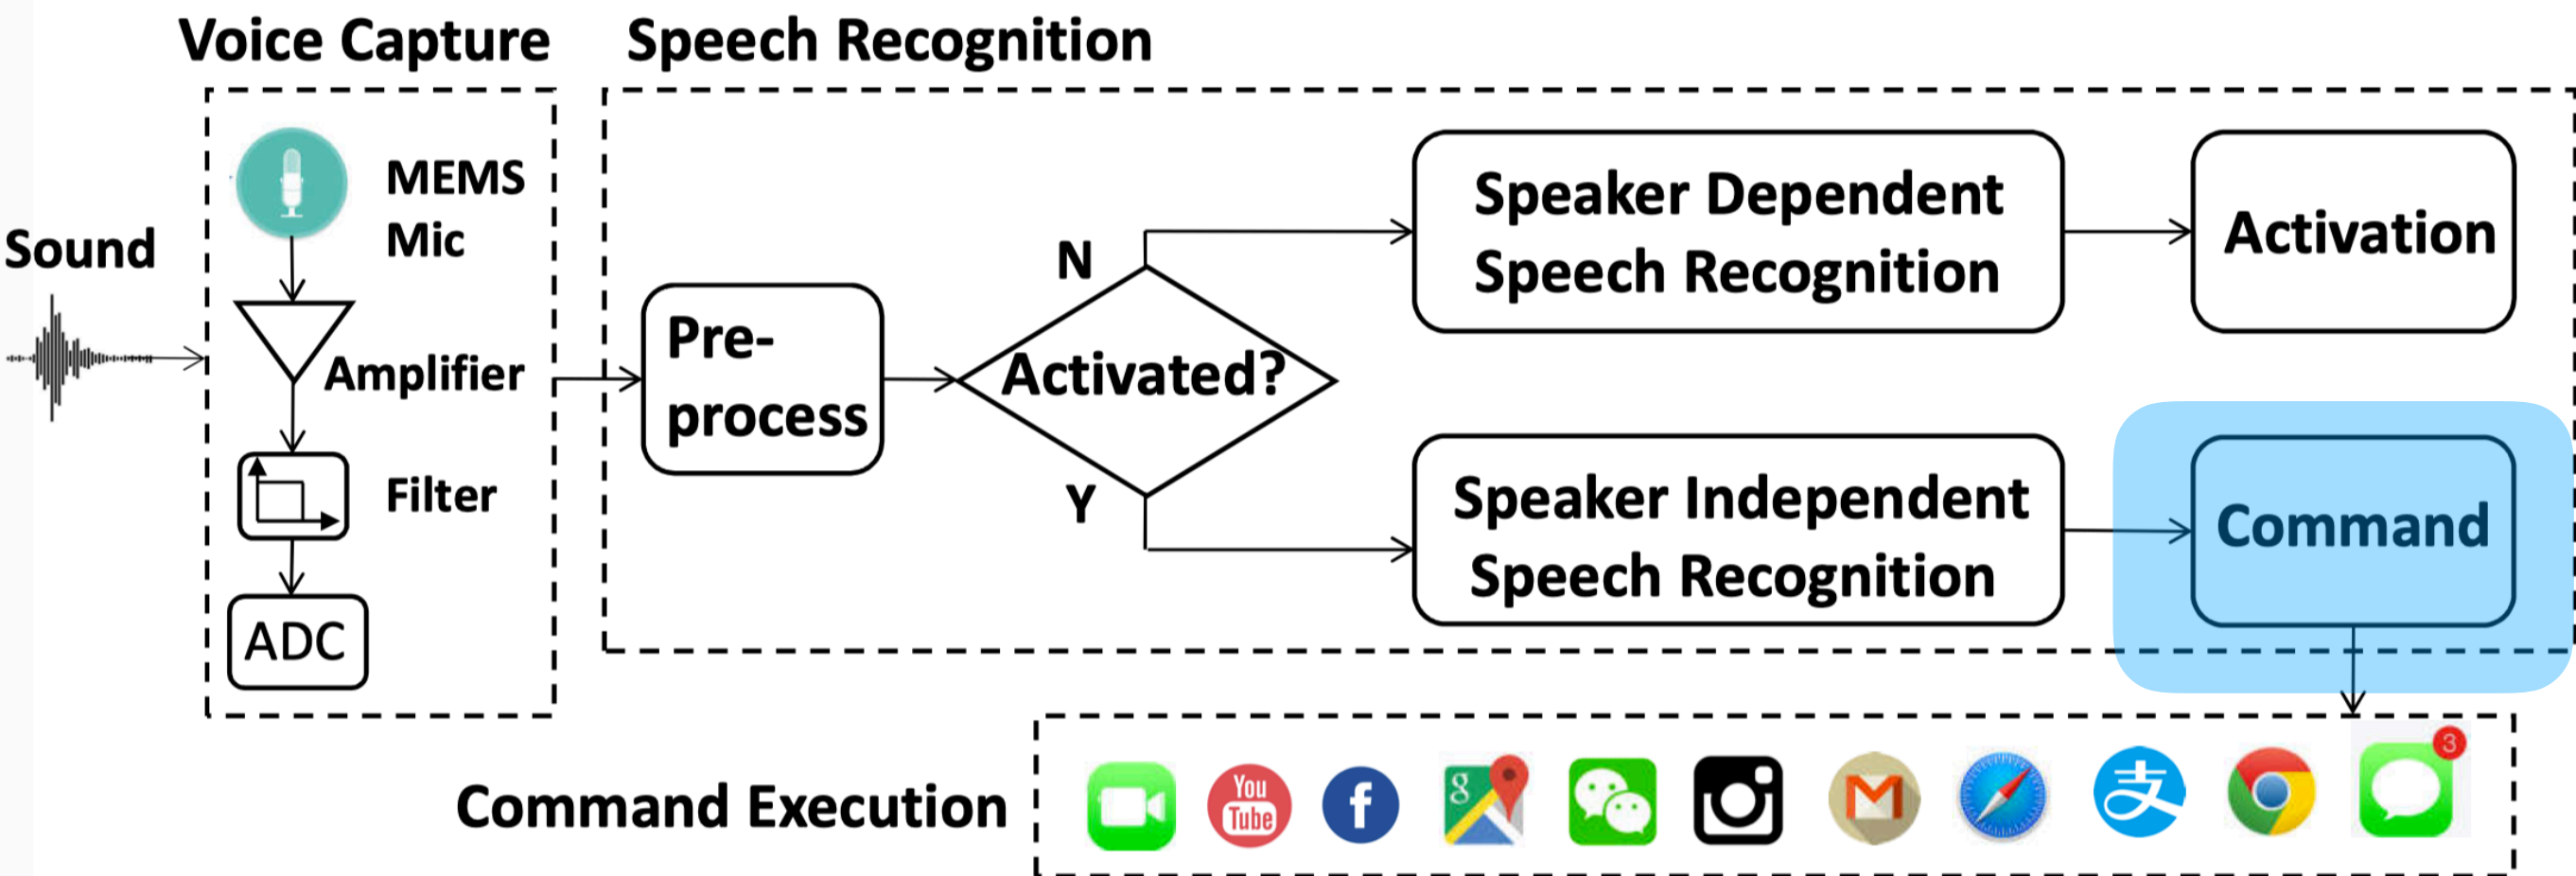 Voice Capture
Speech Recognition
Sound
MEMS
Mic
Amplifier
Filter
ADC
Pre-
process
Activated?
N
Y
Speaker Dependent
Speech Recognition
Activation
Speaker Independent
Speech Recognition
Command
Command Execution
You
Tube
f
g
M
支
3